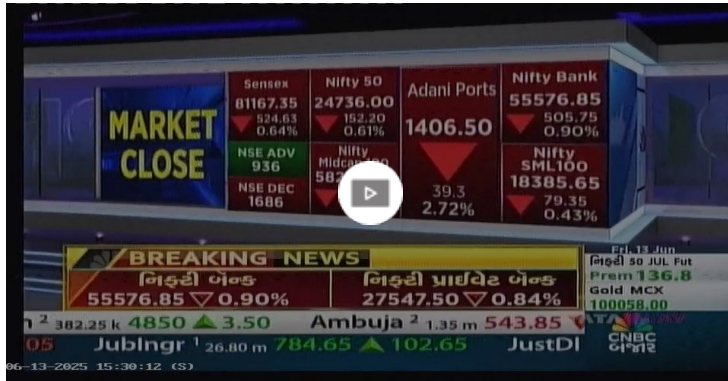 MARKET CLOSE
Sensex
81167.35
524.63
0.64%
NSE ADV
936
NSE DEC
1686
Nifty 50
24736.00
152.20
0.61%
Nifty
Adani Ports
1406.50
39.3
2.72%
Nifty Bank
55576.85
505.75
0.90%
Nifty
SML100
18385.65
79.35
0.43%
BREAKING NEWS
નિફ્ટી બેન્ક
55576.85 ▽ 0.90%
નિફ્ટી પ્રાઈવેટ બેન્ક
27547.50 ▽ 0.84%
Fri, 13 Jun
નિફ્ટી 50 JUL Fut
Prem 136.8
Gold MCX
100058.00
2 382.25 k 4850 ▲ 3.50 Ambuja 2 1.35 m 543.85
05 Jublngr 1 26.80 m 784.65 ▲ 102.65 JustDl
CNBC
બજાર
06-13-2025 15:30:12 (S)